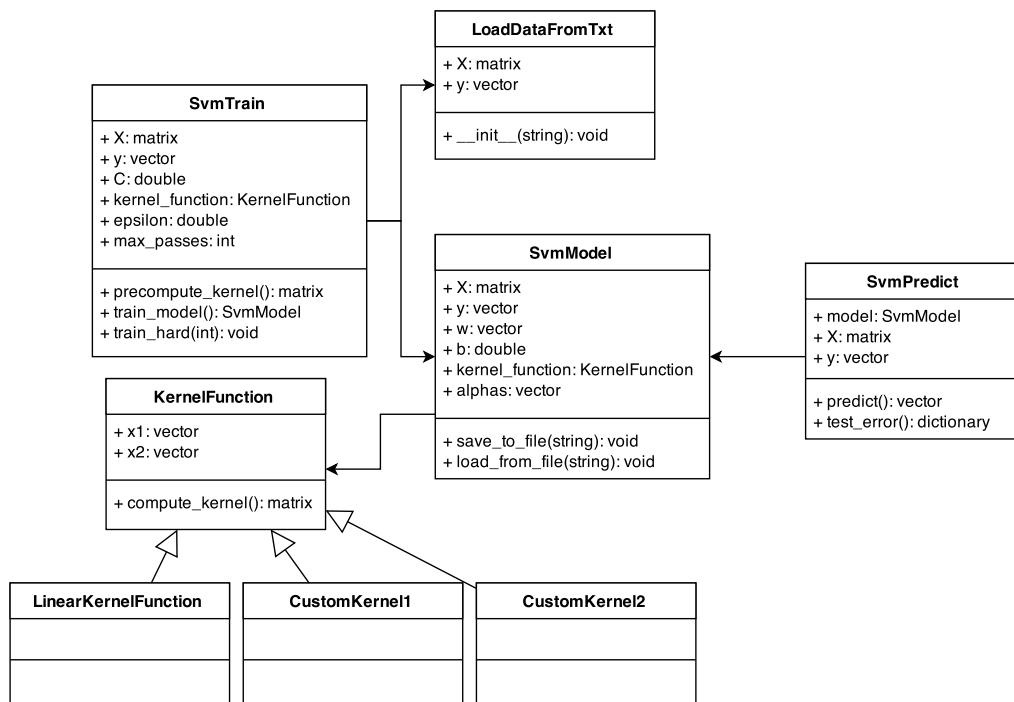 LoadDataFromTxt
+ X: matrix
+ y: vector
+ __init__(string): void
SvmTrain
+ X: matrix
+ y: vector
+ C: double
+ kernel_function: KernelFunction
+ epsilon: double
+ max_passes: int
+ precompute_kernel(): matrix
+ train_model(): SvmModel
+ train_hard(int): void
SvmModel
+ X: matrix
+ y: vector
+ w: vector
+ b: double
+ kernel_function: KernelFunction
+ alphas: vector
+ save_to_file(string): void
+ load_from_file(string): void
SvmPredict
+ model: SvmModel
+ X: matrix
+ y: vector
+ predict(): vector
+ test_error(): dictionary
KernelFunction
+ x1: vector
+ x2: vector
+ compute_kernel(): matrix
LinearKernelFunction
CustomKernel1
CustomKernel2